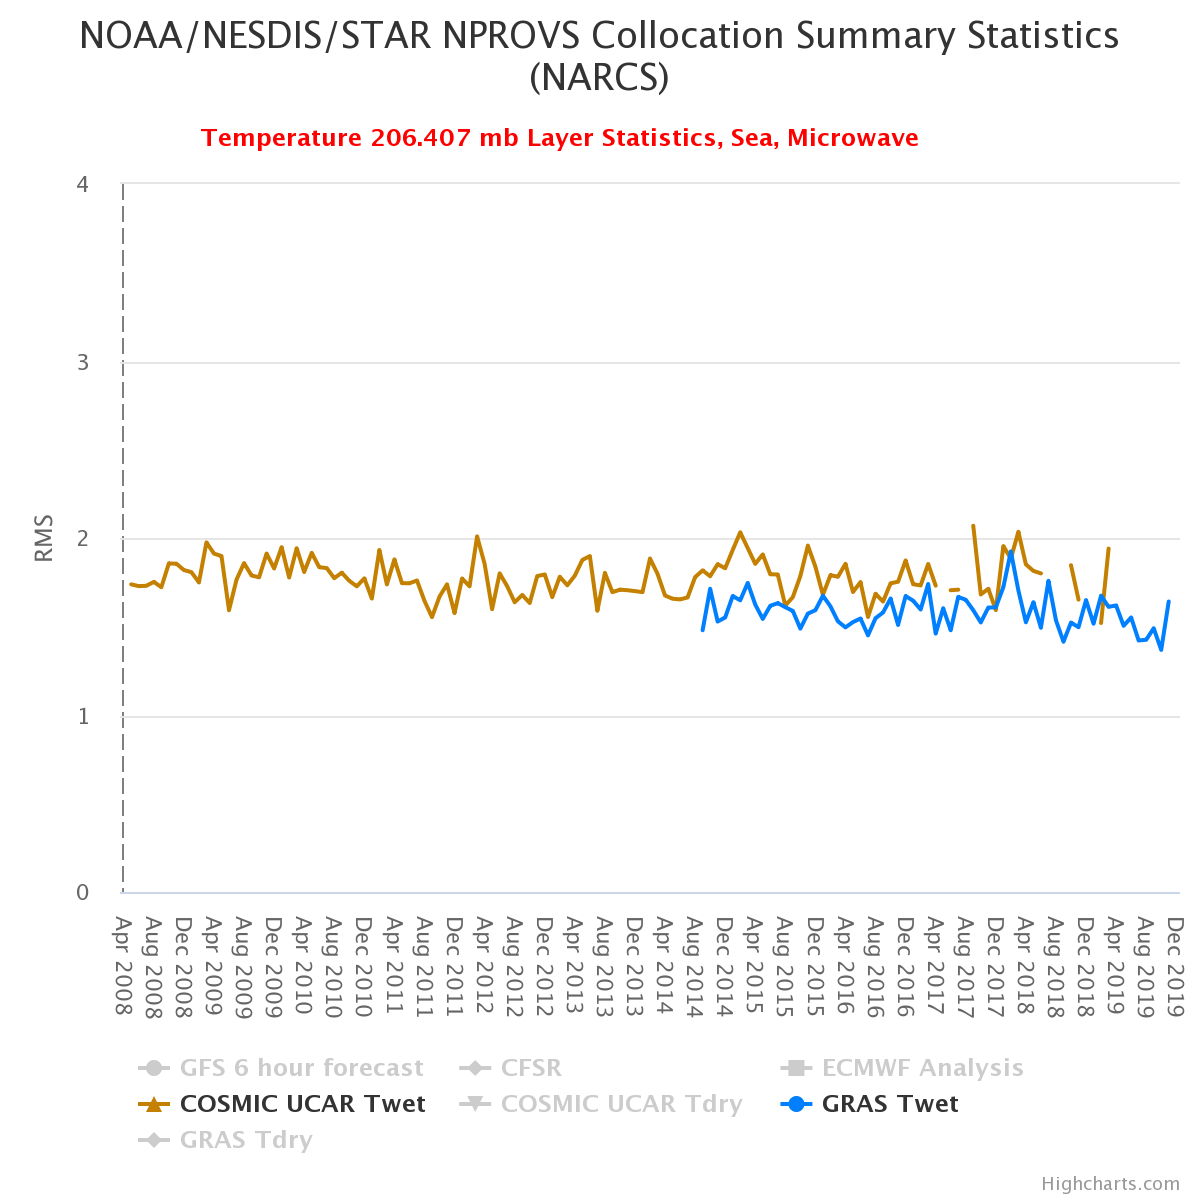 NOAA/NESDIS/STAR NPROVS Collocation Summary Statistics
(NARCS)
Temperature 206.407 mb Layer Statistics, Sea, Microwave
4
3
2
1
0
RMS
Apr 2008
Aug 2008
Dec 2008
Apr 2009
Aug 2009
Dec 2009
Apr 2010
Aug 2010
Dec 2010
Apr 2011
Aug 2011
Dec 2011
Apr 2012
Aug 2012
Dec 2012
Apr 2013
Aug 2013
Dec 2013
Apr 2014
Aug 2014
Dec 2014
Apr 2015
Aug 2015
Dec 2015
Apr 2016
Aug 2016
Dec 2016
Apr 2017
Aug 2017
Dec 2017
Apr 2018
Aug 2018
Dec 2018
Apr 2019
Aug 2019
Dec 2019
GFS 6 hour forecast CFSR ECMWF Analysis
COSMIC UCAR Twet COSMIC UCAR Tdry GRAS Twet
GRAS Tdry
Highcharts.com